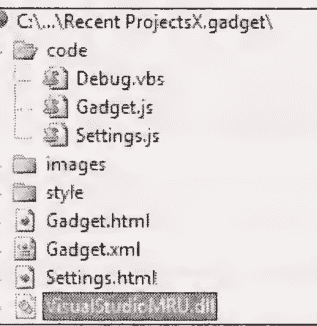 C:\...\Recent ProjectsX.gadget\
code
Debug.vbs
Gadget.js
Settings.js
images
style
Gadget.html
Gadget.xml
Settings.html
VisualStudioMRU.dll